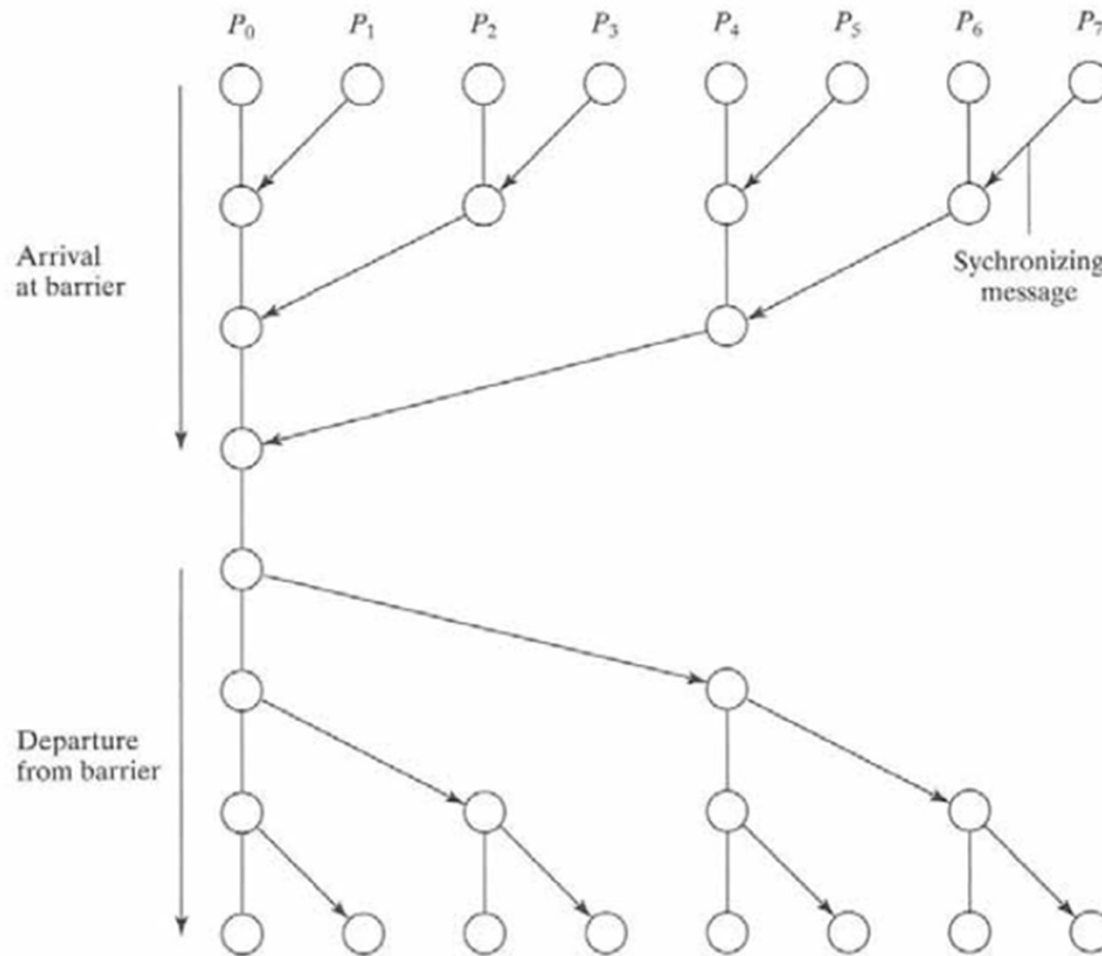 P0 P1 P2 P3 P4 P5 P6 P7
Arrival
at barrier
Sychronizing
message
Departure
from barrier